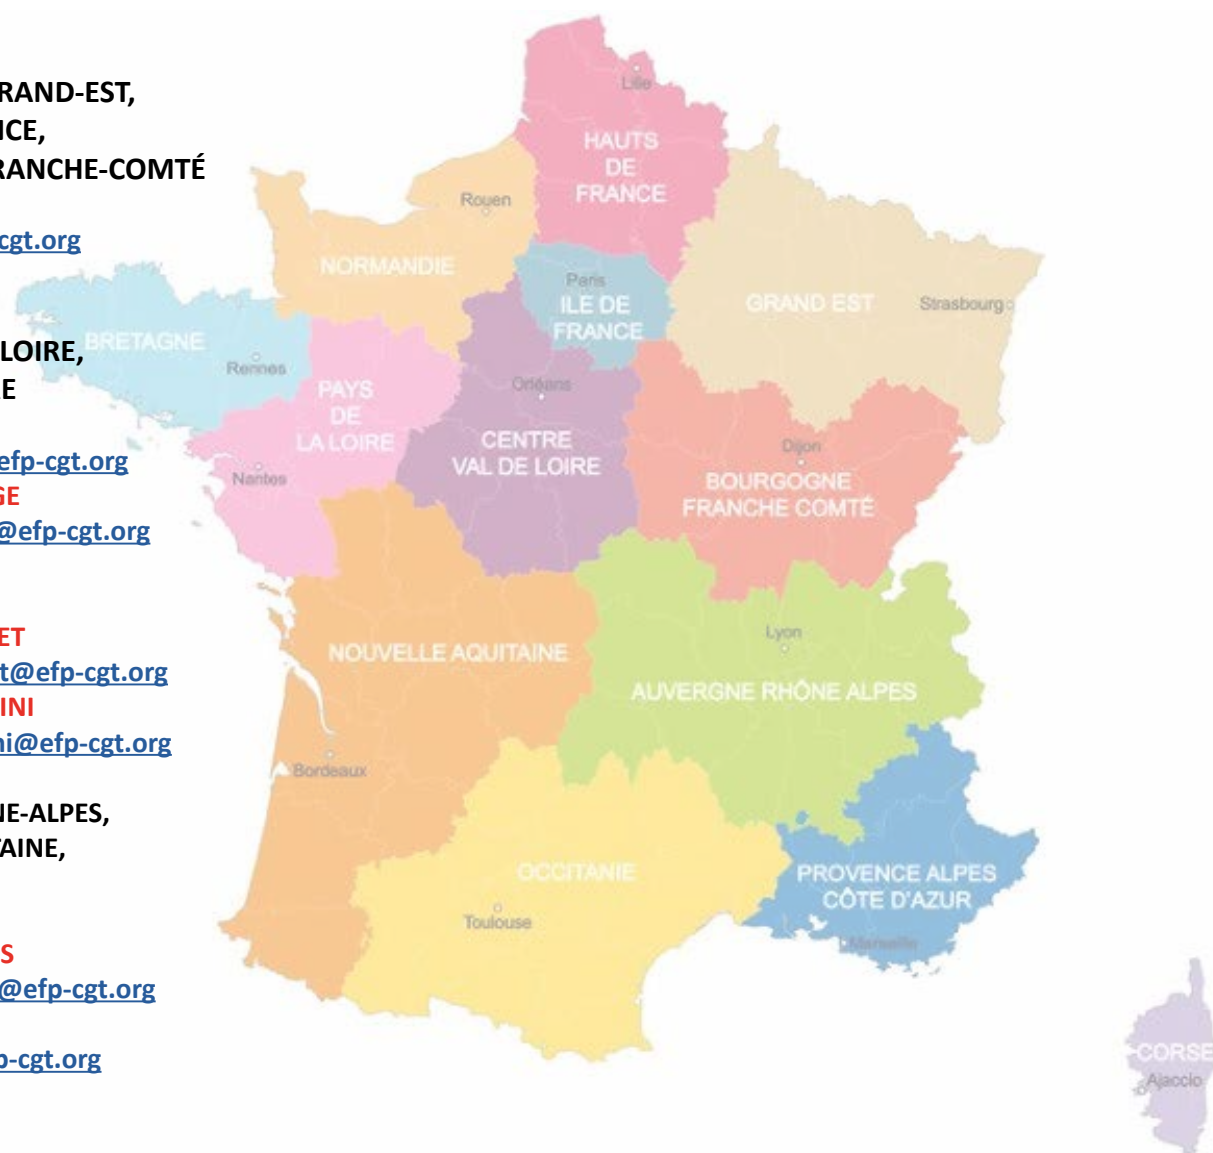 RAND-EST,
ICE,
RANCHE-COMTÉ
cgt.org
LOIRE,
RE
efp-cgt.org
GE
@efp-cgt.org
ET
t@efp-cgt.org
INI
ni@efp-cgt.org
NE-ALPES,
TAINE,
S
@efp-cgt.org
p-cgt.org
Lille
HAUTS
DE
FRANCE
Rouen
NORMANDIE
Paris
ILE DE
FRANCE
GRAND EST
Strasbourg
BRETAGNE
Rennes
PAYS
DE
LA LOIRE
Nantes
Orléans
CENTRE
VAL DE LOIRE
Dijon
BOURGOGNE
FRANCHE COMTÉ
NOUVELLE AQUITAINE
Bordeaux
Lyon
AUVERGNE RHÔNE ALPES
OCCITANIE
Toulouse
PROVENCE ALPES
CÔTE D'AZUR
Marseille
CORSE
Ajaccio